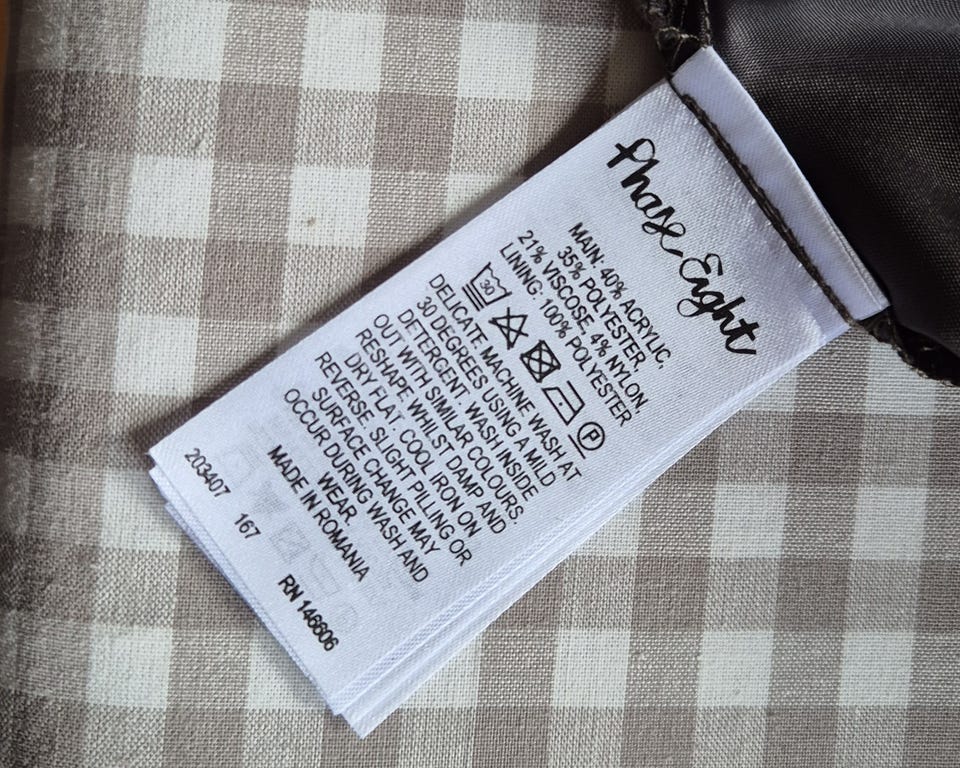 Phase Eight
MAIN: 40% ACRYLIC,
35% POLYESTER,
21% VISCOSE, 4% NYLON.
LINING: 100% POLYESTER
30
P
DELICATE MACHINE WASH AT
30 DEGREES USING A MILD
DETERGENT. WASH INSIDE
OUT WITH SIMILAR COLOURS.
RESHAPE WHILST DAMP AND
DRY FLAT. COOL IRON ON
REVERSE. SLIGHT PILLING OR
SURFACE CHANGE MAY
OCCUR DURING WASH AND
WEAR.
MADE IN ROMANIA
203407 167
RN 146606